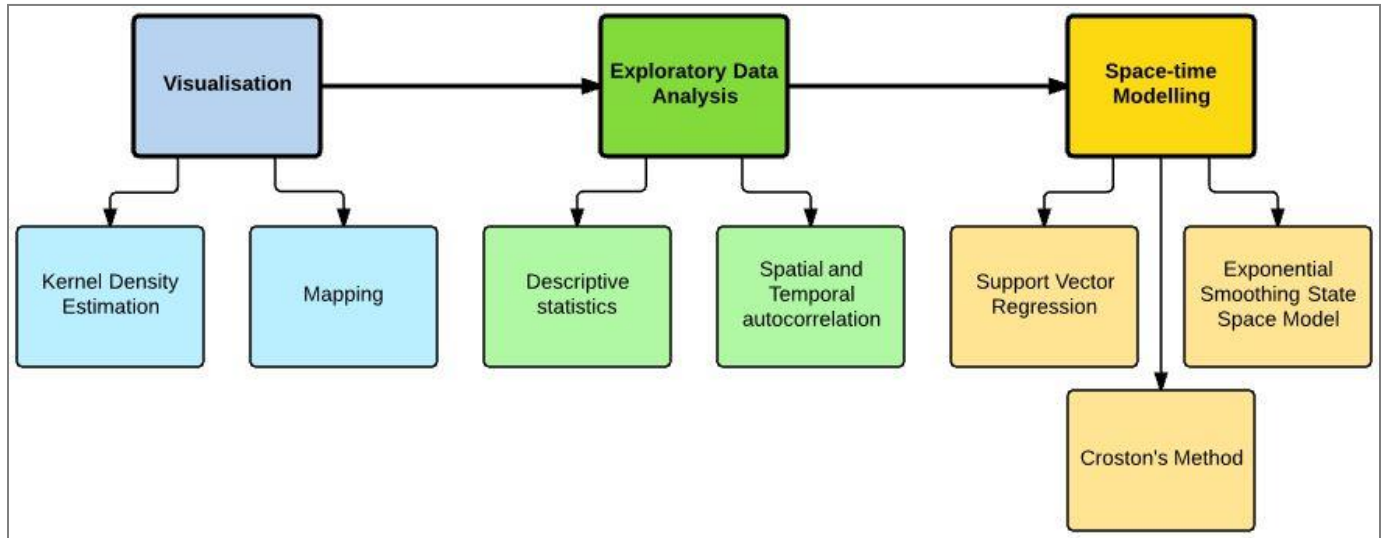 Visualisation
Exploratory Data
Analysis
Space-time
Modelling
Kernel Density
Estimation
Mapping
Descriptive
statistics
Spatial and
Temporal
autocorrelation
Support Vector
Regression
Exponential
Smoothing State
Space Model
Croston's Method